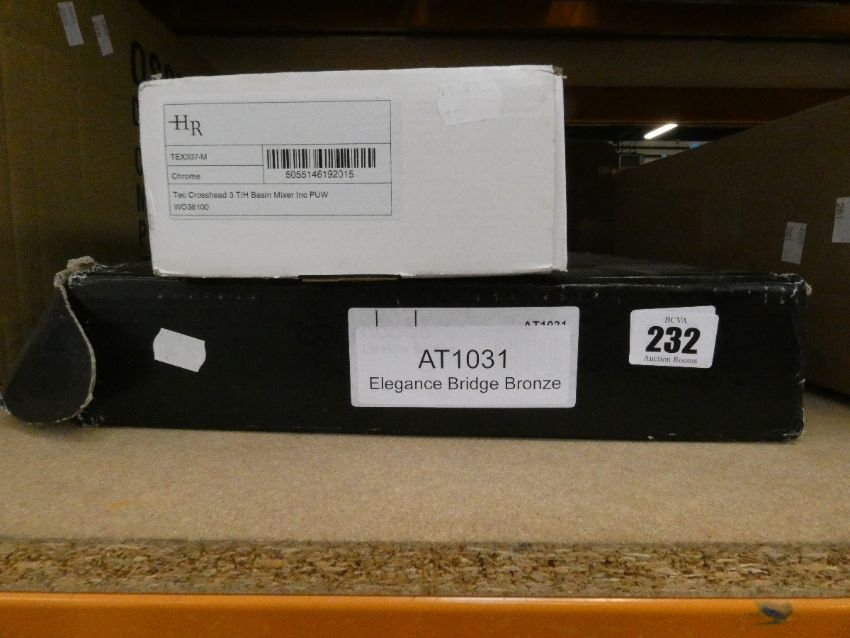 HR
TEX337-M
Chrome
5055146192015
Tec Crosshead 3 T/H Basin Mixer Inc PUW
WO36100
AT1031
AT1031
Elegance Bridge Bronze
BCVA
232
Auction Rooms